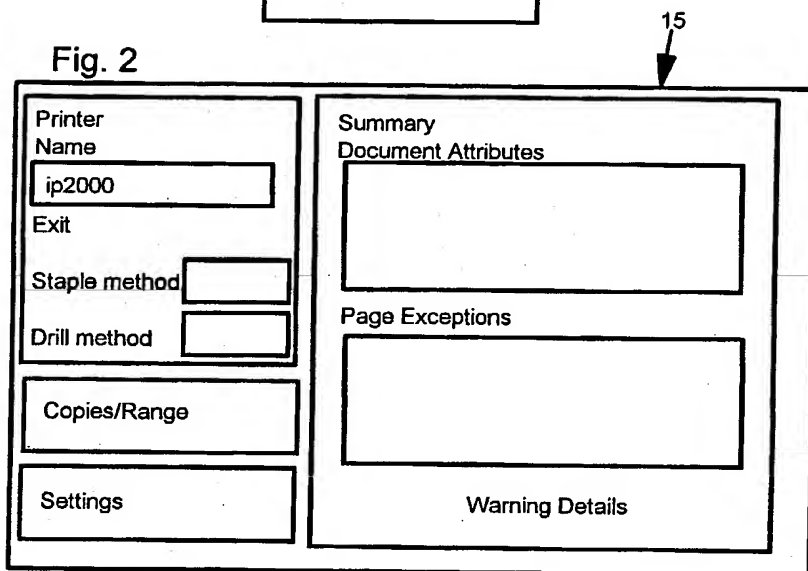 15
Fig. 2
Printer
Name
ip2000
Exit
Staple method
Drill method
Copies/Range
Settings
Summary
Document Attributes
Page Exceptions
Warning Details